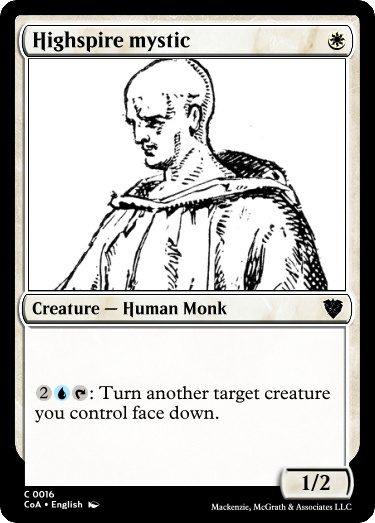 Highspire mystic
Creature — Human Monk
2: Turn another target creature
you control face down.
1/2
C 0016
CoA • English
Mackenzie, McGrath & Associates LLC